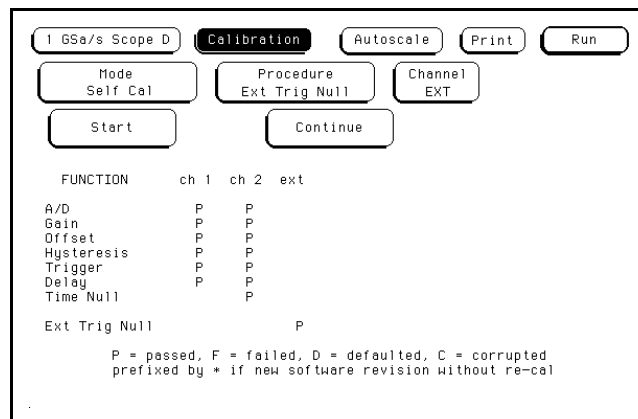 1 GSa/s Scope D Calibration Autoscale Print Run
Mode Procedure Channel
Self Cal Ext Trig Null EXT
Start Continue
FUNCTION ch 1 ch 2 ext
A/D P P
Gain P P
Offset P P
Hysteresis P P
Trigger P P
Delay P P
Time Null P
Ext Trig Null P
P = passed, F = failed, D = defaulted, C = corrupted
prefixed by * if new software revision without re-cal